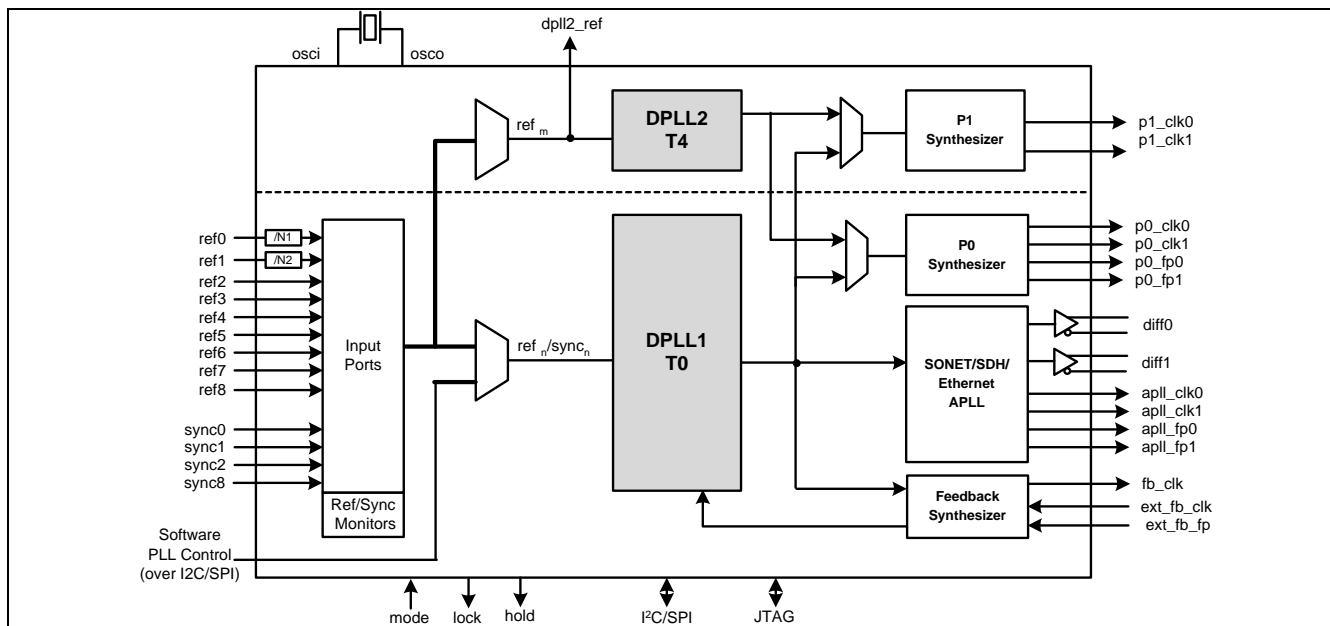 dpll2_ref
osci
osco
ref m
DPLL2
T4
P1
Synthesizer
p1_clk0
p1_clk1
ref0
/N1
ref1
/N2
ref2
ref3
ref4
ref5
ref6
ref7
ref8
sync0
sync1
sync2
sync8
Input
Ports
Ref/Sync
Monitors
ref n/sync n
DPLL1
T0
P0
Synthesizer
p0_clk0
p0_clk1
p0_fp0
p0_fp1
SONET/SDH/
Ethernet
APLL
diff0
diff1
apll_clk0
apll_clk1
apll_fp0
apll_fp1
Feedback
Synthesizer
fb_clk
ext_fb_clk
ext_fb_fp
Software
PLL Control
(over I2C/SPI)
mode
lock
hold
I²C/SPI
JTAG